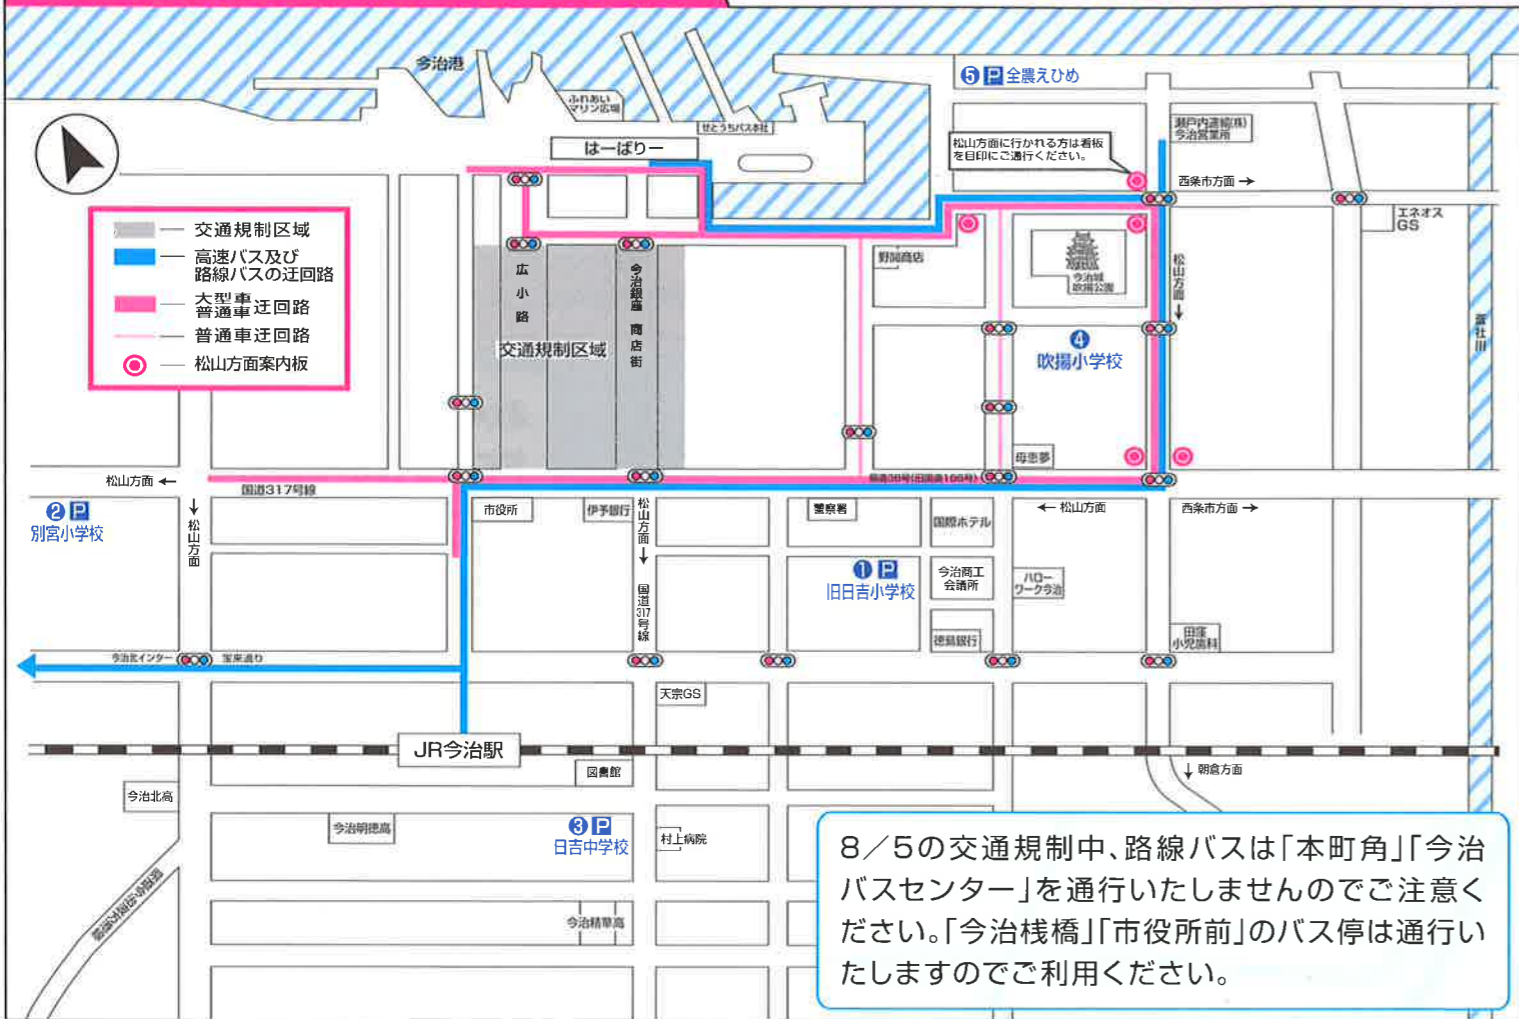 今治港
ふれあい
マリン広場
せとうちバス本社
はーばりー
⑤ P 全農えひめ
瀬戸内運輸(株)
今治営業所
松山方面に行かれる方は看板
を目印にご通行ください。
西条市方面 →
エネオス
GS
交通規制区域
高速バス及び
路線バスの迂回路
大型車
普通車 迂回路
普通車迂回路
松山方面案内板
広小路
今治銀座 商店街
交通規制区域
野間商店
今治城
吹揚公園
松山方面 ↓
蒼社川
④
吹揚小学校
母恵夢
松山方面 ←
国道317号線
② P
別宮小学校
↓ 松山方面
市役所
伊予銀行
松山方面 ↓ 国道317号線
警察署
国際ホテル
← 松山方面
西条市方面 →
① P
旧日吉小学校
今治商工
会議所
ハロー
ワーク今治
徳島銀行
田窪
小児歯科
今治北インター
宝来通り
天宗GS
JR今治駅
図書館
↓ 朝倉方面
今治北高
今治明徳高
③ P
日吉中学校
村上病院
今治精華高
8／5の交通規制中、路線バスは「本町角」「今治
バスセンター」を通行いたしませんのでご注意く
ださい。「今治桟橋」「市役所前」のバス停は通行い
たしますのでご利用ください。